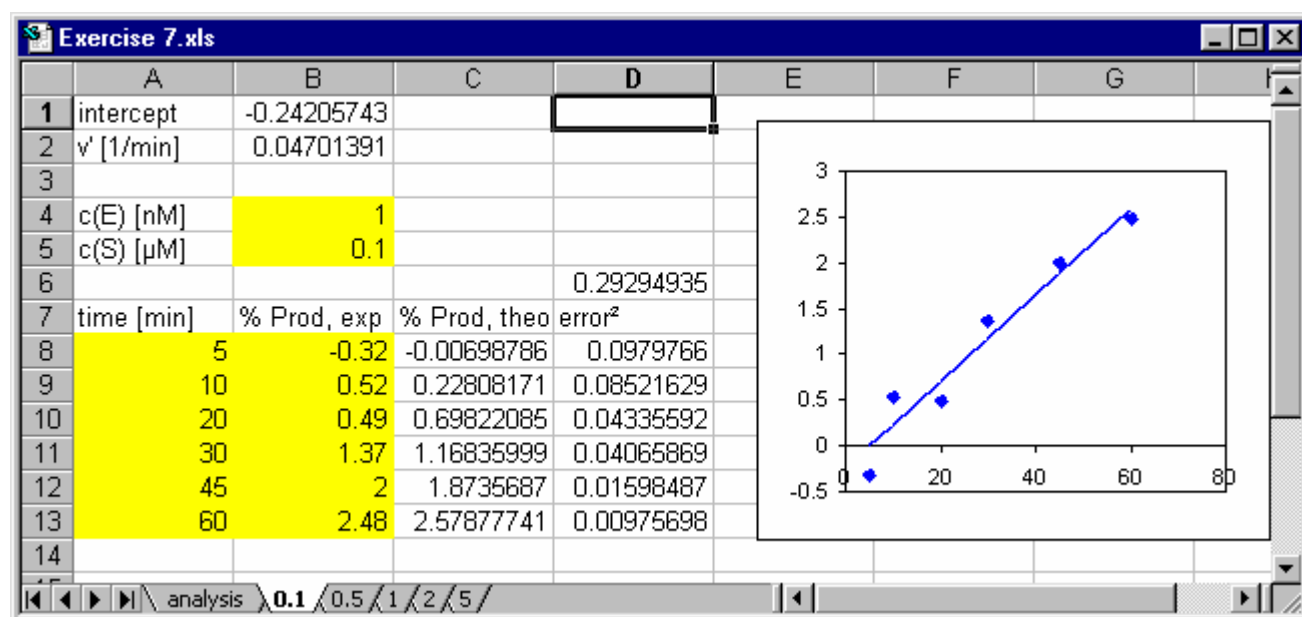 Exercise 7.xls
A B C D E F G
1 intercept -0.24205743
2 v' [1/min] 0.04701391
3
4 c(E) [nM] 1
5 c(S) [µM] 0.1
6 0.29294935
7 time [min] % Prod, exp % Prod, theo error²
8 5 -0.32 -0.00698786 0.0979766
9 10 0.52 0.22808171 0.08521629
10 20 0.49 0.69822085 0.04335592
11 30 1.37 1.16835999 0.04065869
12 45 2 1.8735687 0.01598487
13 60 2.48 2.57877741 0.00975698
14
3
2.5
2
1.5
1
0.5
0
-0.5
0 20 40 60 80
analysis 0.1 0.5 1 2 5